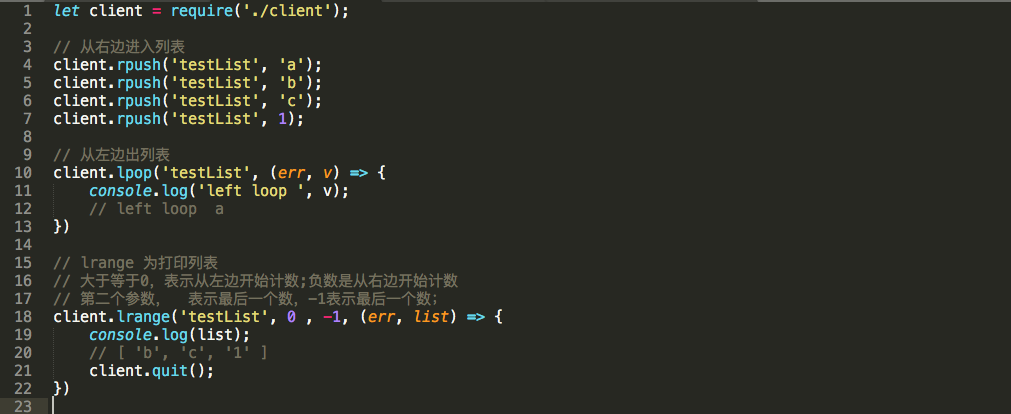 1 let client = require('./client');
2
3 // 从右边进入列表
4 client.rpush('testList', 'a');
5 client.rpush('testList', 'b');
6 client.rpush('testList', 'c');
7 client.rpush('testList', 1);
8
9 // 从左边出列表
10 client.lpop('testList', (err, v) => {
11     console.log('left loop ', v);
12     // left loop  a
13 })
14
15 // lrange 为打印列表
16 // 大于等于0, 表示从左边开始计数;负数是从右边开始计数
17 // 第二个参数,   表示最后一个数, -1表示最后一个数;
18 client.lrange('testList', 0 , -1, (err, list) => {
19     console.log(list);
20     // [ 'b', 'c', '1' ]
21     client.quit();
22 })
23